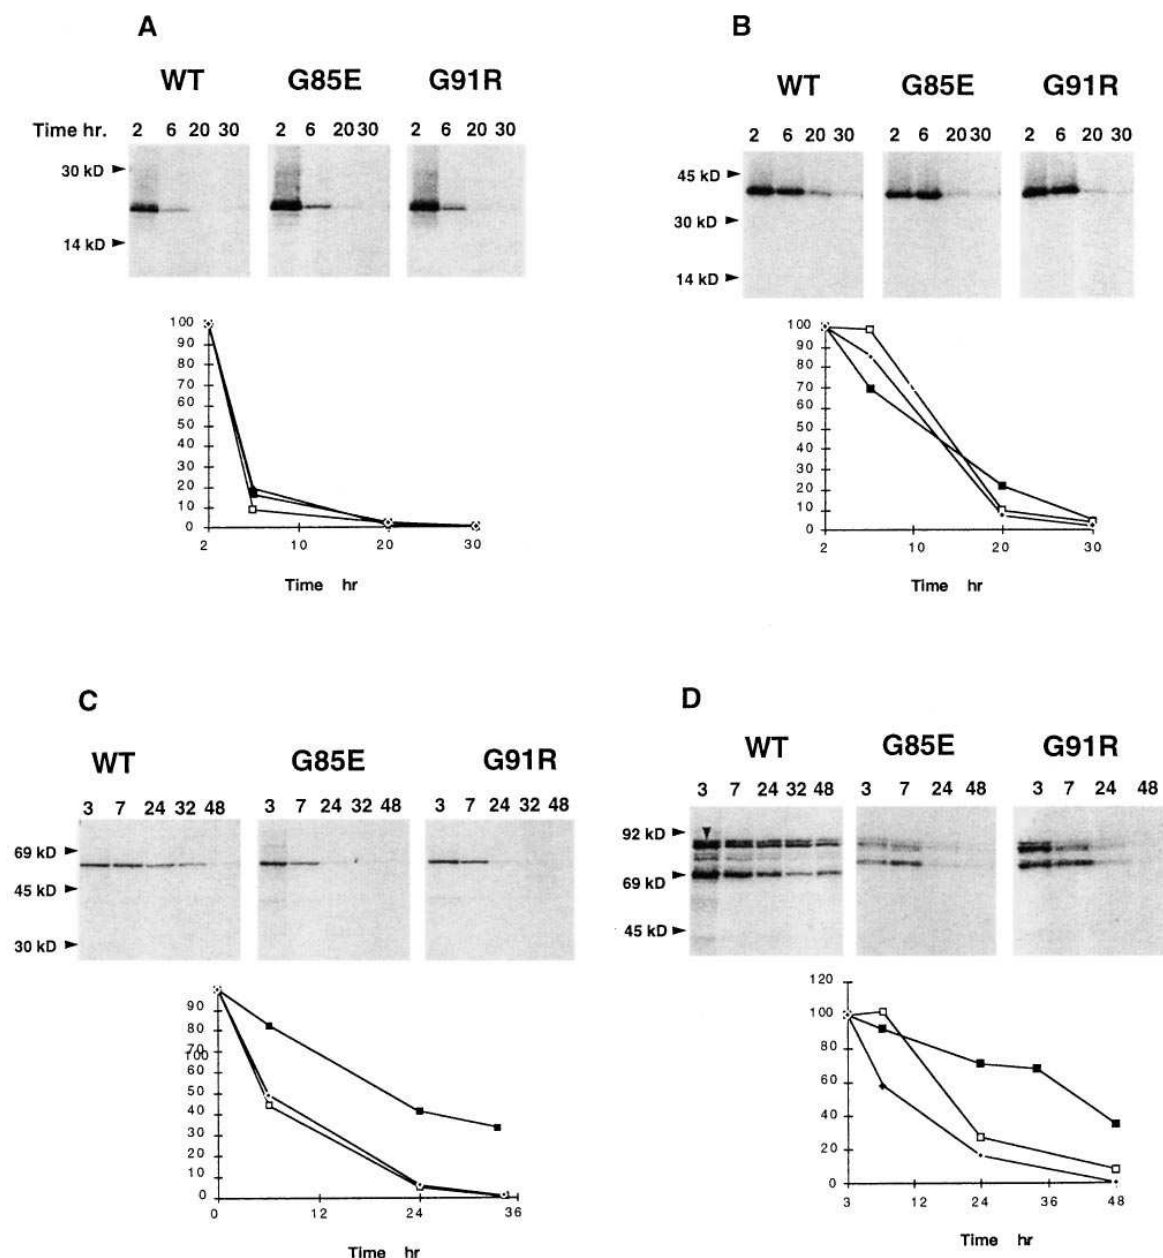 A
WT G85E G91R
Time hr. 2 6 20 30 2 6 20 30 2 6 20 30
30 kD
14 kD
100
90
80
70
60
50
40
30
20
10
0
2 10 20 30
Time hr
B
WT G85E G91R
2 6 20 30 2 6 20 30 2 6 20 30
45 kD
30 kD
14 kD
100
90
80
70
60
50
40
30
20
10
0
2 10 20 30
Time hr
C
WT G85E G91R
3 7 24 32 48 3 7 24 32 48 3 7 24 32 48
69 kD
45 kD
30 kD
90
80
70
100
60
50
40
30
20
10
0
0 12 24 36
Time hr
D
WT G85E G91R
3 7 24 32 48 3 7 24 48 3 7 24 48
92 kD
69 kD
45 kD
120
100
80
60
40
20
0
3 24 36 48
Time hr